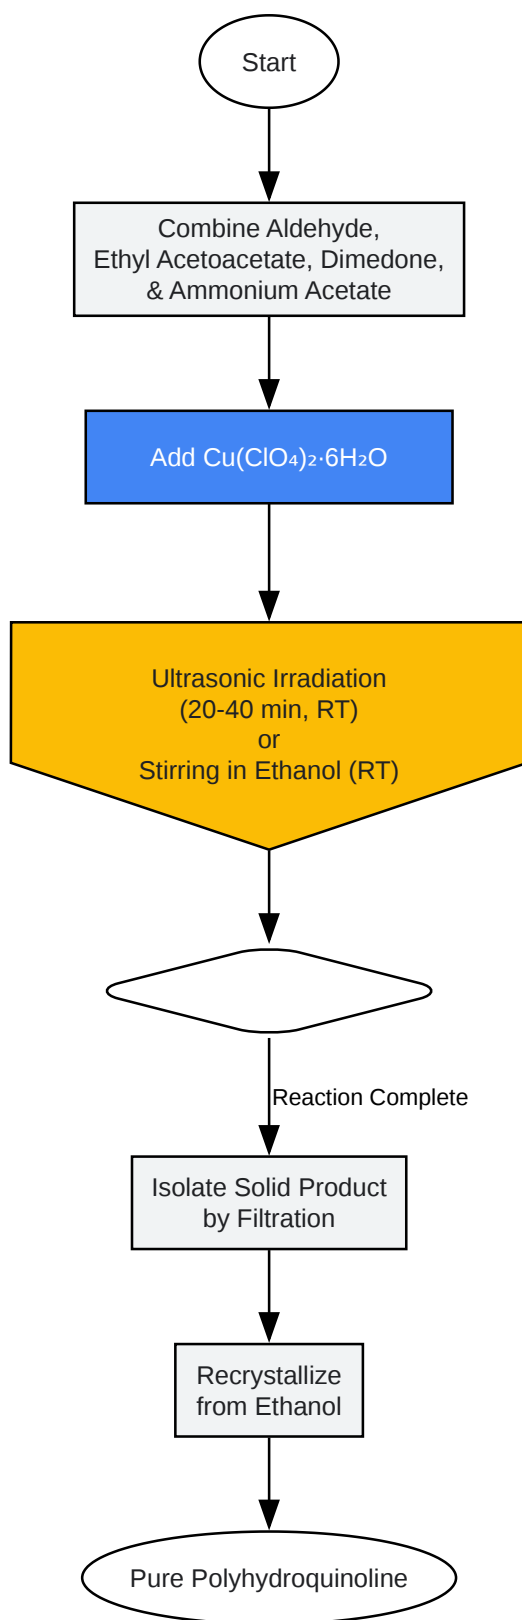 Start
Combine Aldehyde,
Ethyl Acetoacetate, Dimedone,
& Ammonium Acetate
Add Cu(ClO₄)₂·6H₂O
Ultrasonic Irradiation
(20-40 min, RT)
or
Stirring in Ethanol (RT)
Reaction Complete
Isolate Solid Product
by Filtration
Recrystallize
from Ethanol
Pure Polyhydroquinoline